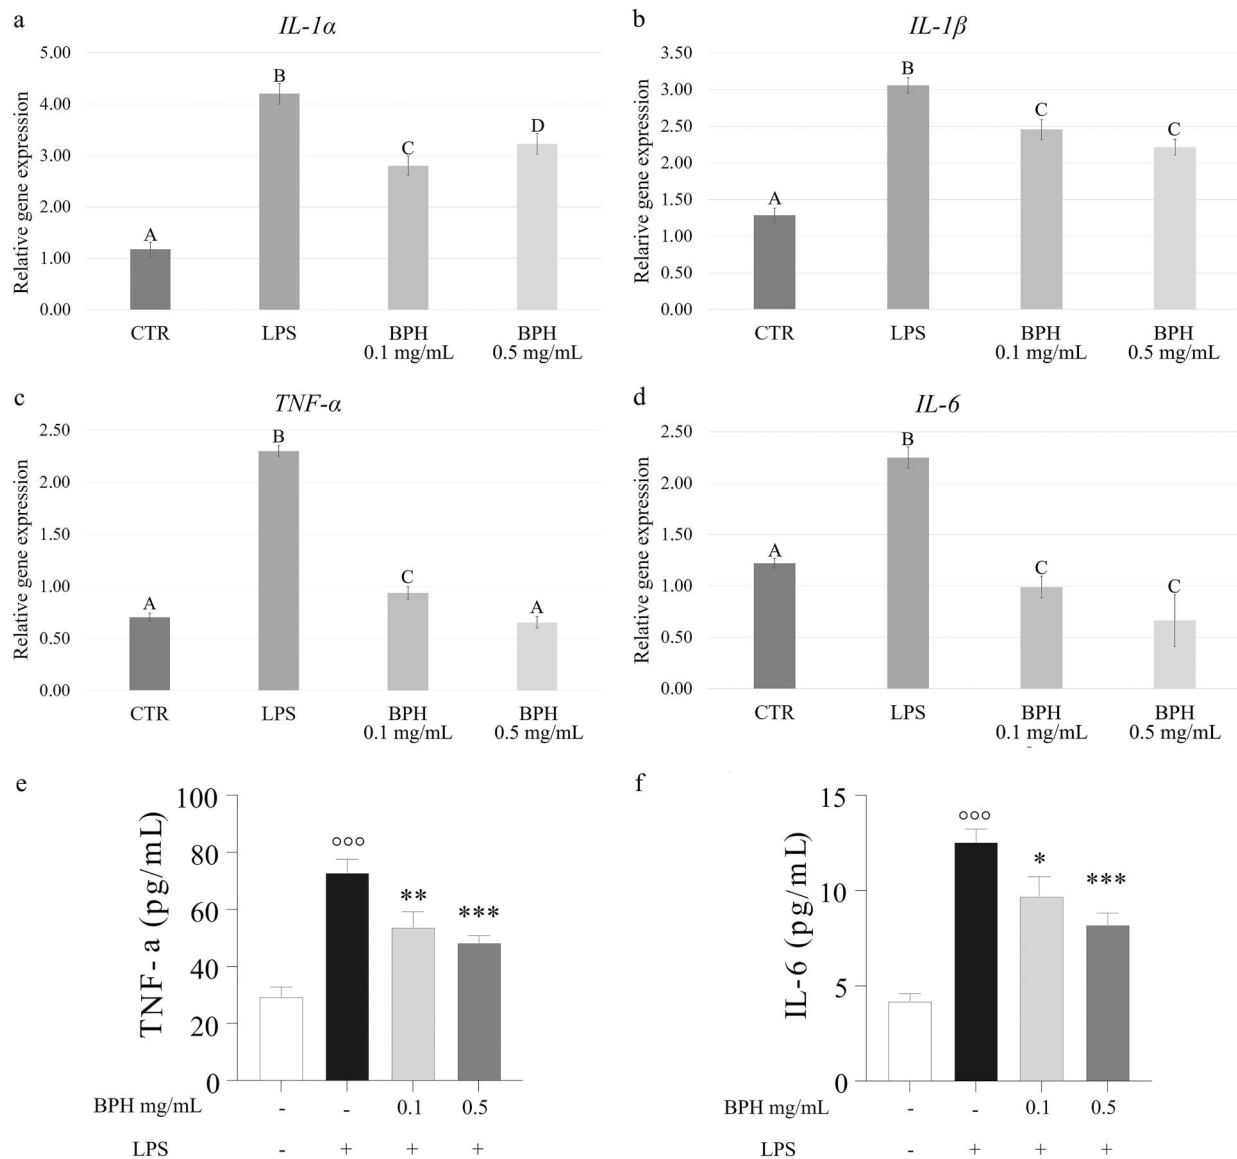 a
IL-1α
5.00
4.00
3.00
2.00
1.00
0.00
Relative gene expression
A
B
C
D
CTR
LPS
BPH
0.1 mg/mL
BPH
0.5 mg/mL
b
IL-1β
3.50
3.00
2.50
2.00
1.50
1.00
0.50
0.00
Relarive gene expression
A
B
C
C
CTR
LPS
BPH
0.1 mg/mL
BPH
0.5 mg/mL
c
TNF-α
2.50
2.00
1.50
1.00
0.50
0.00
Relative gene expression
A
B
C
A
CTR
LPS
BPH
0.1 mg/mL
BPH
0.5 mg/mL
d
IL-6
2.50
2.00
1.50
1.00
0.50
0.00
Relative gene expression
A
B
C
C
CTR
LPS
BPH
0.1 mg/mL
BPH
0.5 mg/mL
e
100
80
60
40
20
0
TNF- a (pg/mL)
°°°
**
***
BPH mg/mL - - 0.1 0.5
LPS - + + +
f
15
10
5
0
IL-6 (pg/mL)
°°°
*
***
BPH mg/mL - - 0.1 0.5
LPS - + + +